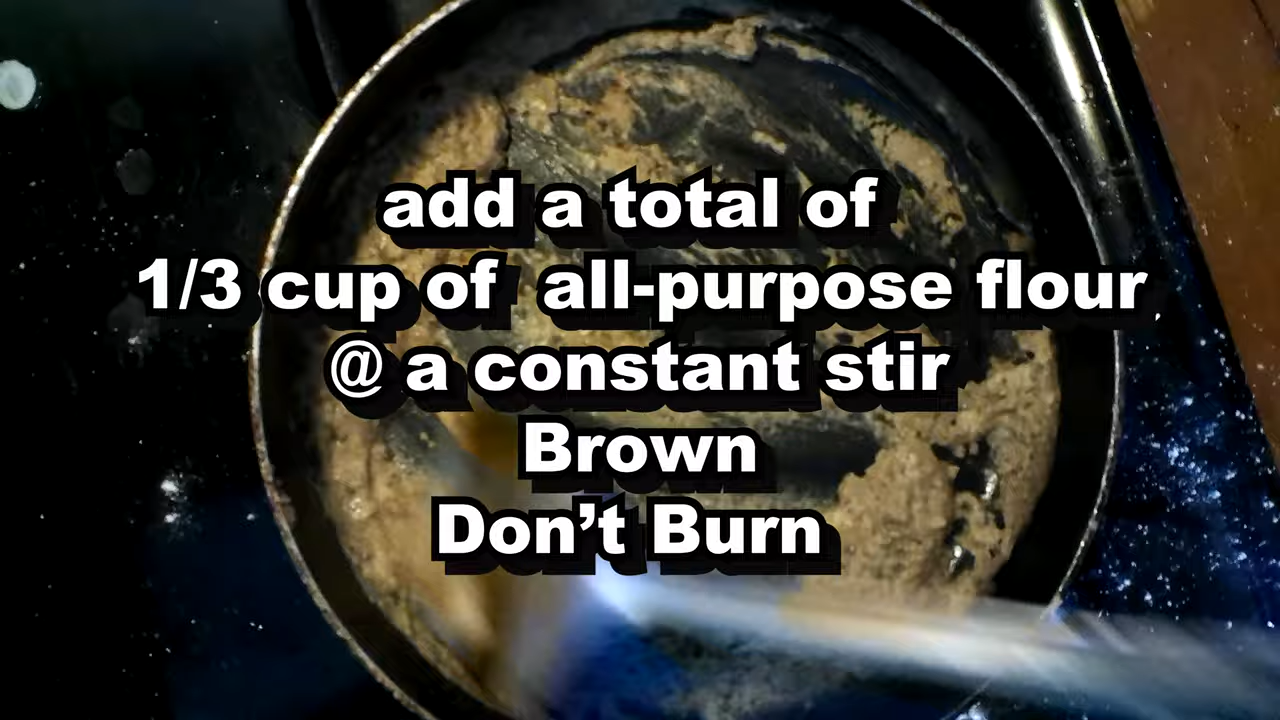 add a total of
1/3 cup of  all-purpose flour
@ a constant stir
Brown
Don’t Burn